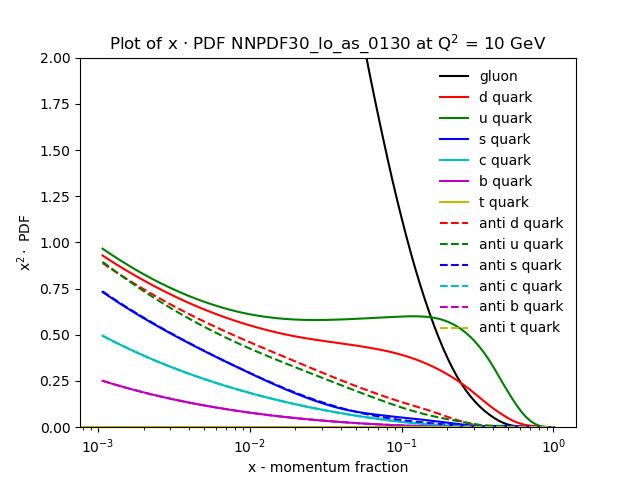 Plot of x · PDF NNPDF30_lo_as_0130 at Q² = 10 GeV
2.00
1.75
1.50
1.25
1.00
0.75
0.50
0.25
0.00
x² · PDF
gluon
d quark
u quark
s quark
c quark
b quark
t quark
anti d quark
anti u quark
anti s quark
anti c quark
anti b quark
anti t quark
10⁻³ 10⁻² 10⁻¹ 10⁰
x - momentum fraction